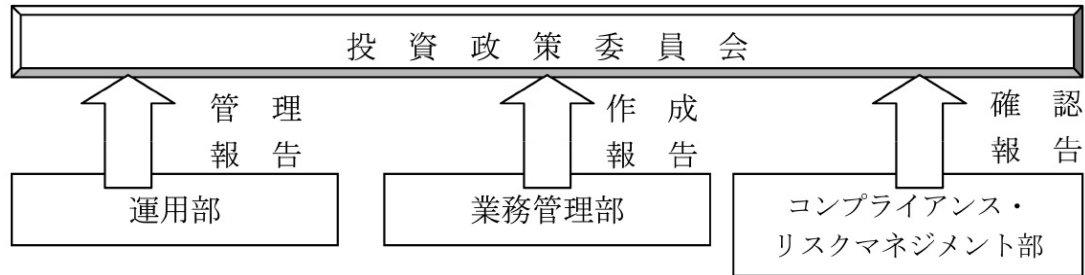 投資政策委員会
管理
報告
作成
報告
確認
報告
運用部
業務管理部
コンプライアンス・
リスクマネジメント部